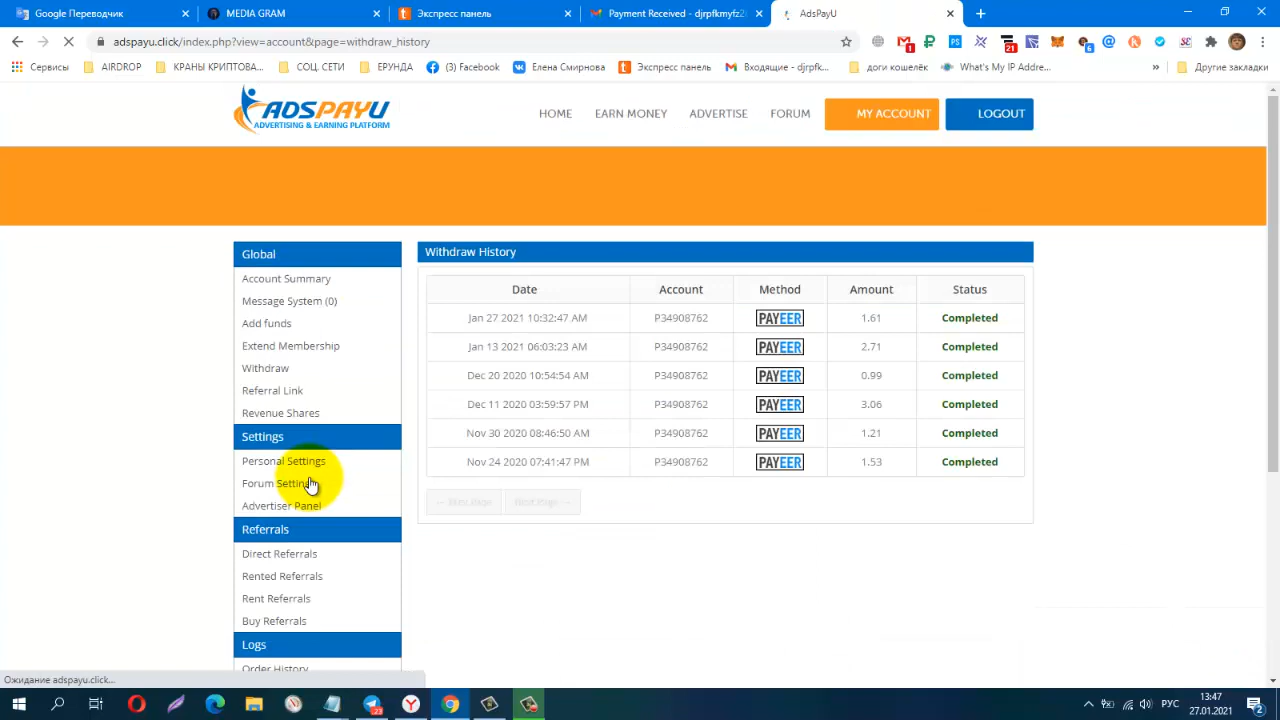 Google Переводчик
MEDIA GRAM
Экспресс панель
Payment Received - djrpfkmyfz2
AdsPayU
adspayu.click/index.php?view=account&page=withdraw_history
Сервисы
AIRDROP
КРАНЫ КРИПТОВА...
СОЦ. СЕТИ
ЕРУНДА
(3) Facebook
Елена Смирнова
Экспресс панель
Входящие - djrpfk...
доги кошелёк
What's My IP Addre...
»
Другие закладки
ADSPAYU
ADVERTISING & EARNING PLATFORM
HOME
EARN MONEY
ADVERTISE
FORUM
MY ACCOUNT
LOGOUT
Global
Account Summary
Message System (0)
Add funds
Extend Membership
Withdraw
Referral Link
Revenue Shares
Settings
Personal Settings
Forum Settings
Advertiser Panel
Referrals
Direct Referrals
Rented Referrals
Rent Referrals
Buy Referrals
Logs
Order History
Withdraw History
Date Account Method Amount Status
Jan 27 2021 10:32:47 AM P34908762 PAYEER 1.61 Completed
Jan 13 2021 06:03:23 AM P34908762 PAYEER 2.71 Completed
Dec 20 2020 10:54:54 AM P34908762 PAYEER 0.99 Completed
Dec 11 2020 03:59:57 PM P34908762 PAYEER 3.06 Completed
Nov 30 2020 08:46:50 AM P34908762 PAYEER 1.21 Completed
Nov 24 2020 07:41:47 PM P34908762 PAYEER 1.53 Completed
Ожидание adspayu.click...
РУС
13:47
27.01.2021